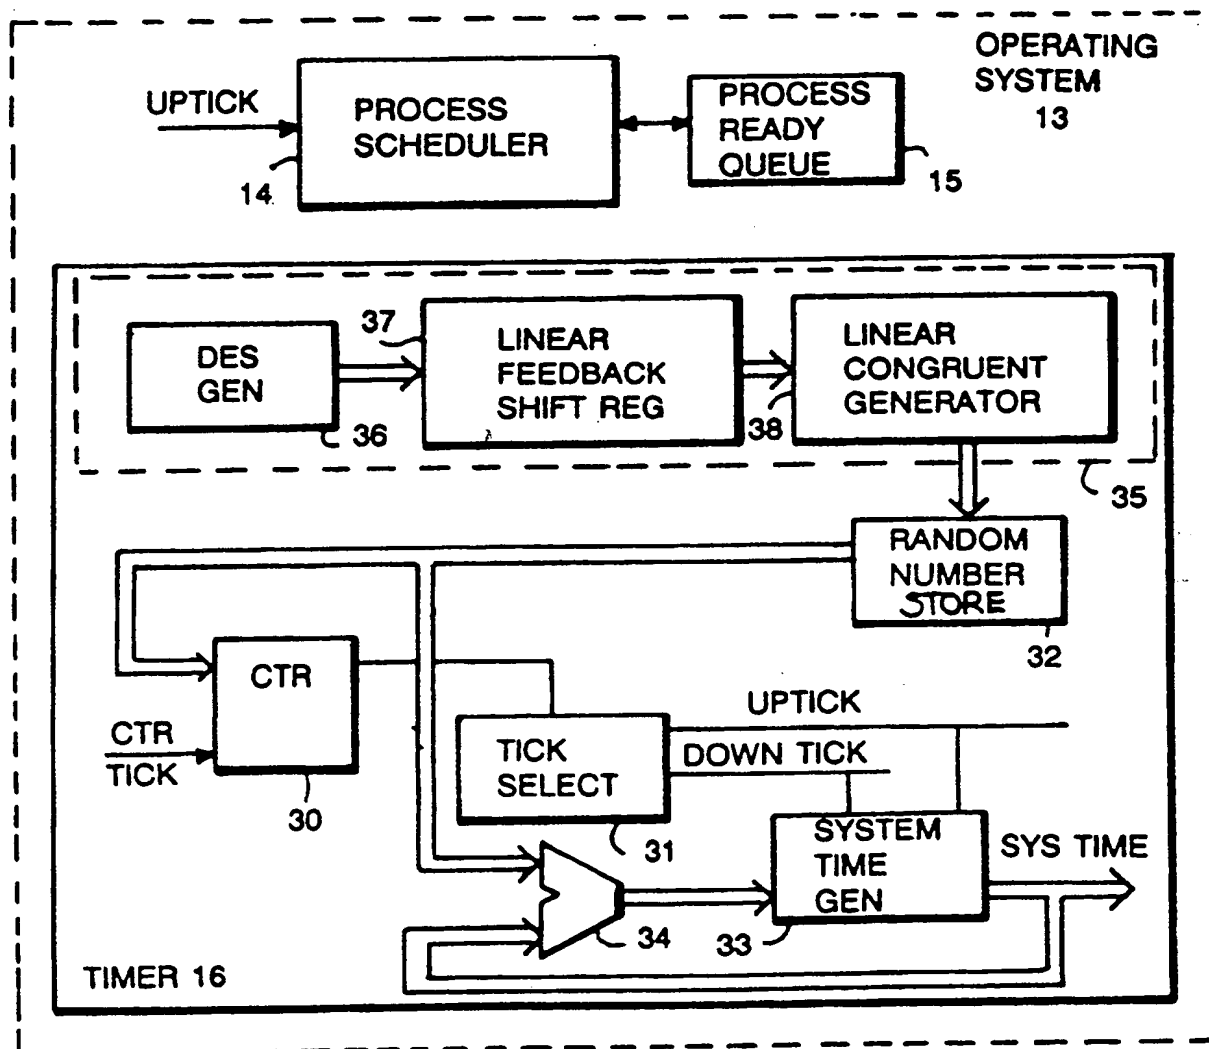 OPERATING
SYSTEM
13
UPTICK
PROCESS
SCHEDULER
14
PROCESS
READY
QUEUE
15
DES
GEN
36
37
LINEAR
FEEDBACK
SHIFT REG
38
LINEAR
CONGRUENT
GENERATOR
35
RANDOM
NUMBER
STORE
32
CTR
CTR
TICK
30
TICK
SELECT
31
UPTICK
DOWN TICK
SYSTEM
TIME
GEN
33
SYS TIME
34
TIMER 16